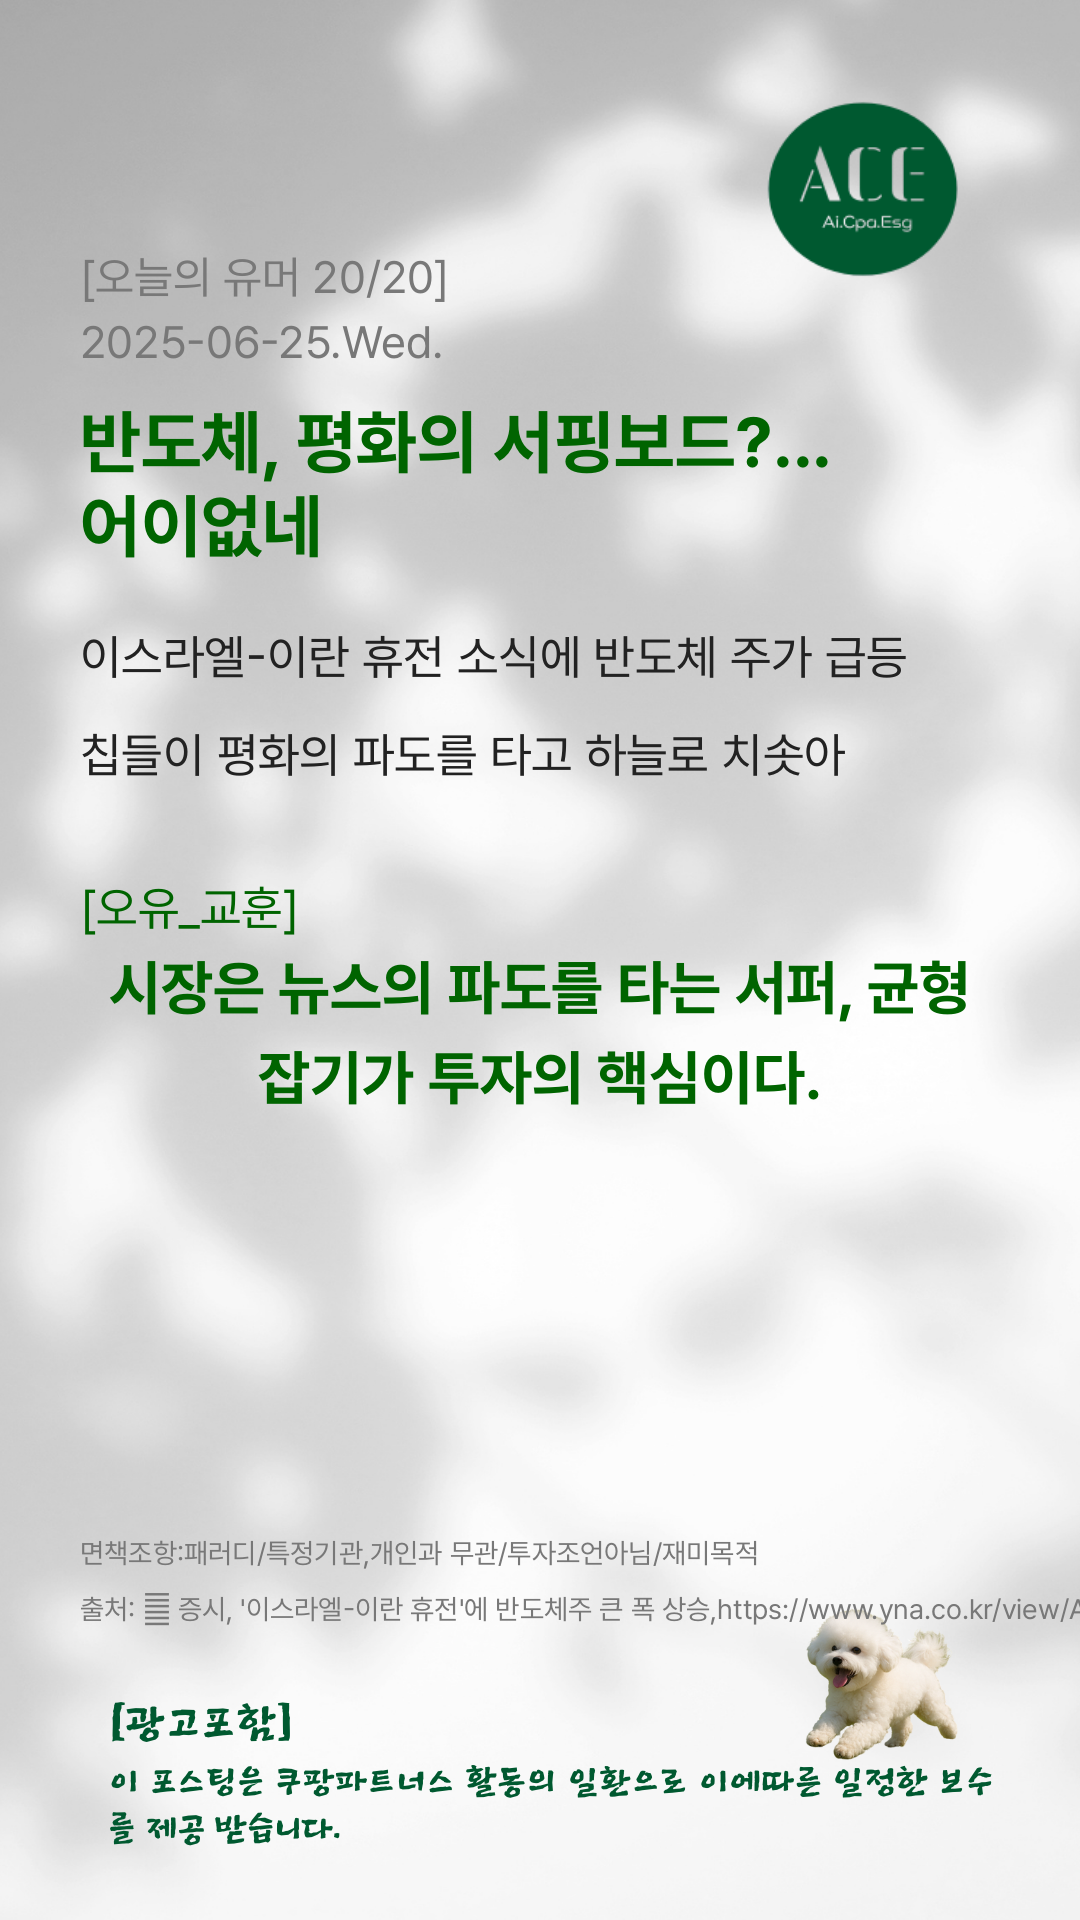 ACE
Ai.Cpa.Esg
[오늘의 유머 20/20]
2025-06-25.Wed.
반도체, 평화의 서핑보드?...
어이없네
이스라엘-이란 휴전 소식에 반도체 주가 급등
칩들이 평화의 파도를 타고 하늘로 치솟아
[오유_교훈]
시장은 뉴스의 파도를 타는 서퍼, 균형
잡기가 투자의 핵심이다.
면책조항:패러디/특정기관,개인과 무관/투자조언아님/재미목적
출처: 증시, '이스라엘-이란 휴전'에 반도체주 큰 폭 상승,https://www.yna.co.kr/view/A
[광고포함]
이 포스팅은 쿠팡파트너스 활동의 일환으로 이에따른 일정한 보수
를 제공 받습니다.